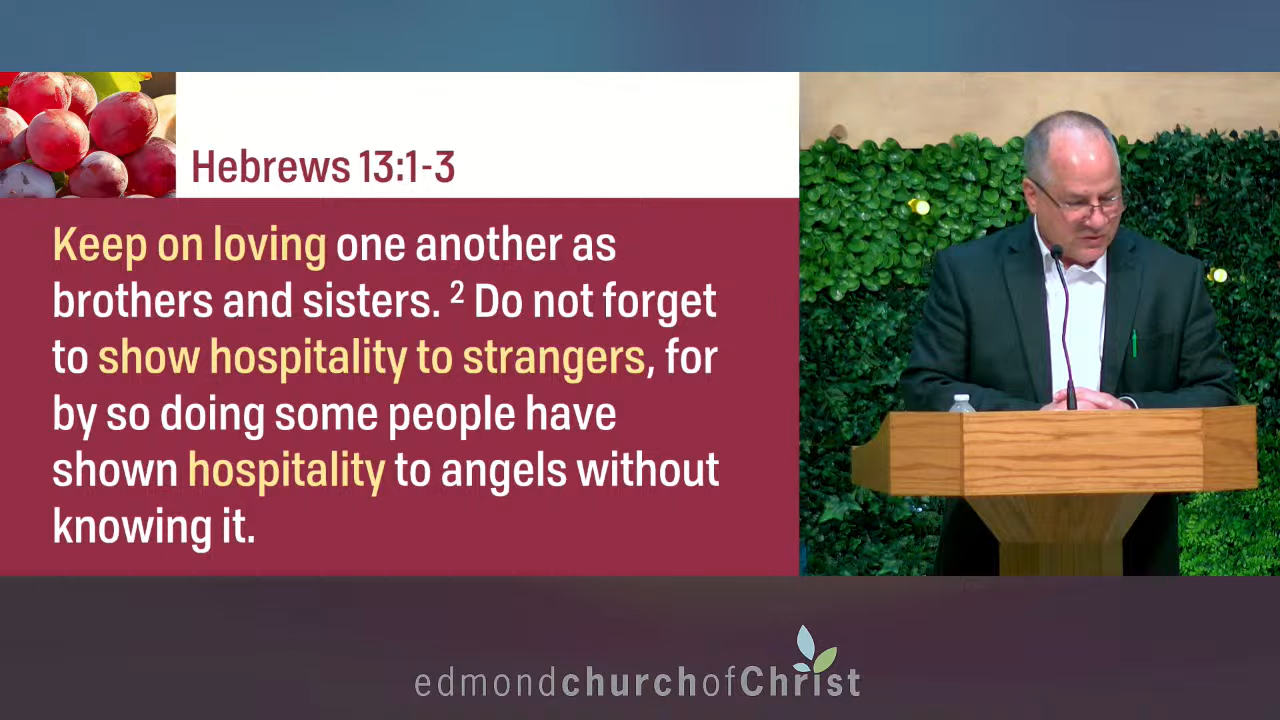 Hebrews 13:1-3
Keep on loving one another as
brothers and sisters. ² Do not forget
to show hospitality to strangers, for
by so doing some people have
shown hospitality to angels without
knowing it.
edmondchurchofChrist